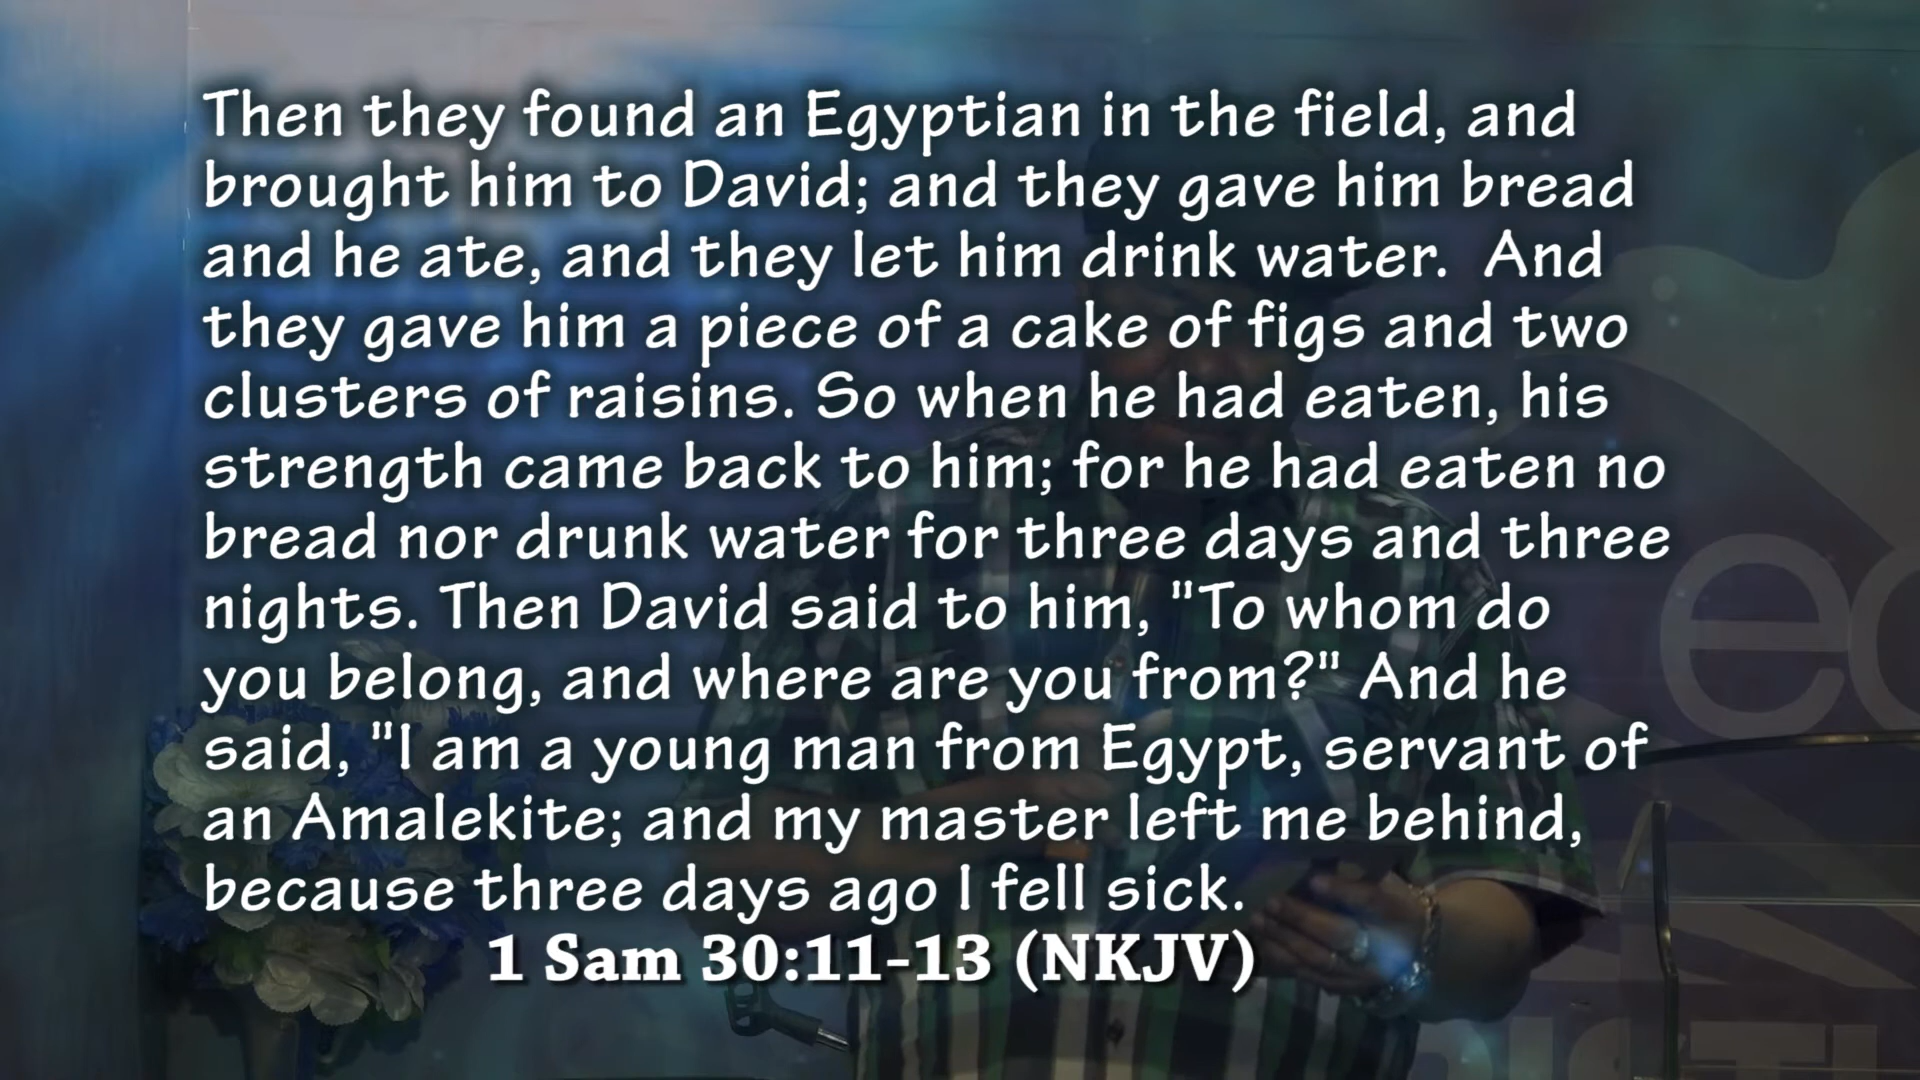 Then they found an Egyptian in the field, and
brought him to David; and they gave him bread
and he ate, and they let him drink water.  And
they gave him a piece of a cake of figs and two
clusters of raisins. So when he had eaten, his
strength came back to him; for he had eaten no
bread nor drunk water for three days and three
nights. Then David said to him, "To whom do
you belong, and where are you from?" And he
said, "I am a young man from Egypt, servant of
an Amalekite; and my master left me behind,
because three days ago I fell sick.
1 Sam 30:11-13 (NKJV)